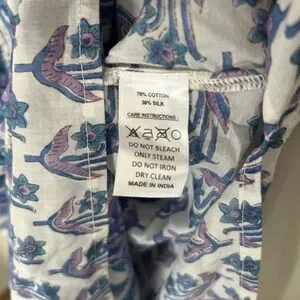 70% COTTON
30% SILK
CARE INSTRUCTIONS :
DO NOT BLEACH
ONLY STEAM
DO NOT IRON
DRY CLEAN
MADE IN INDIA